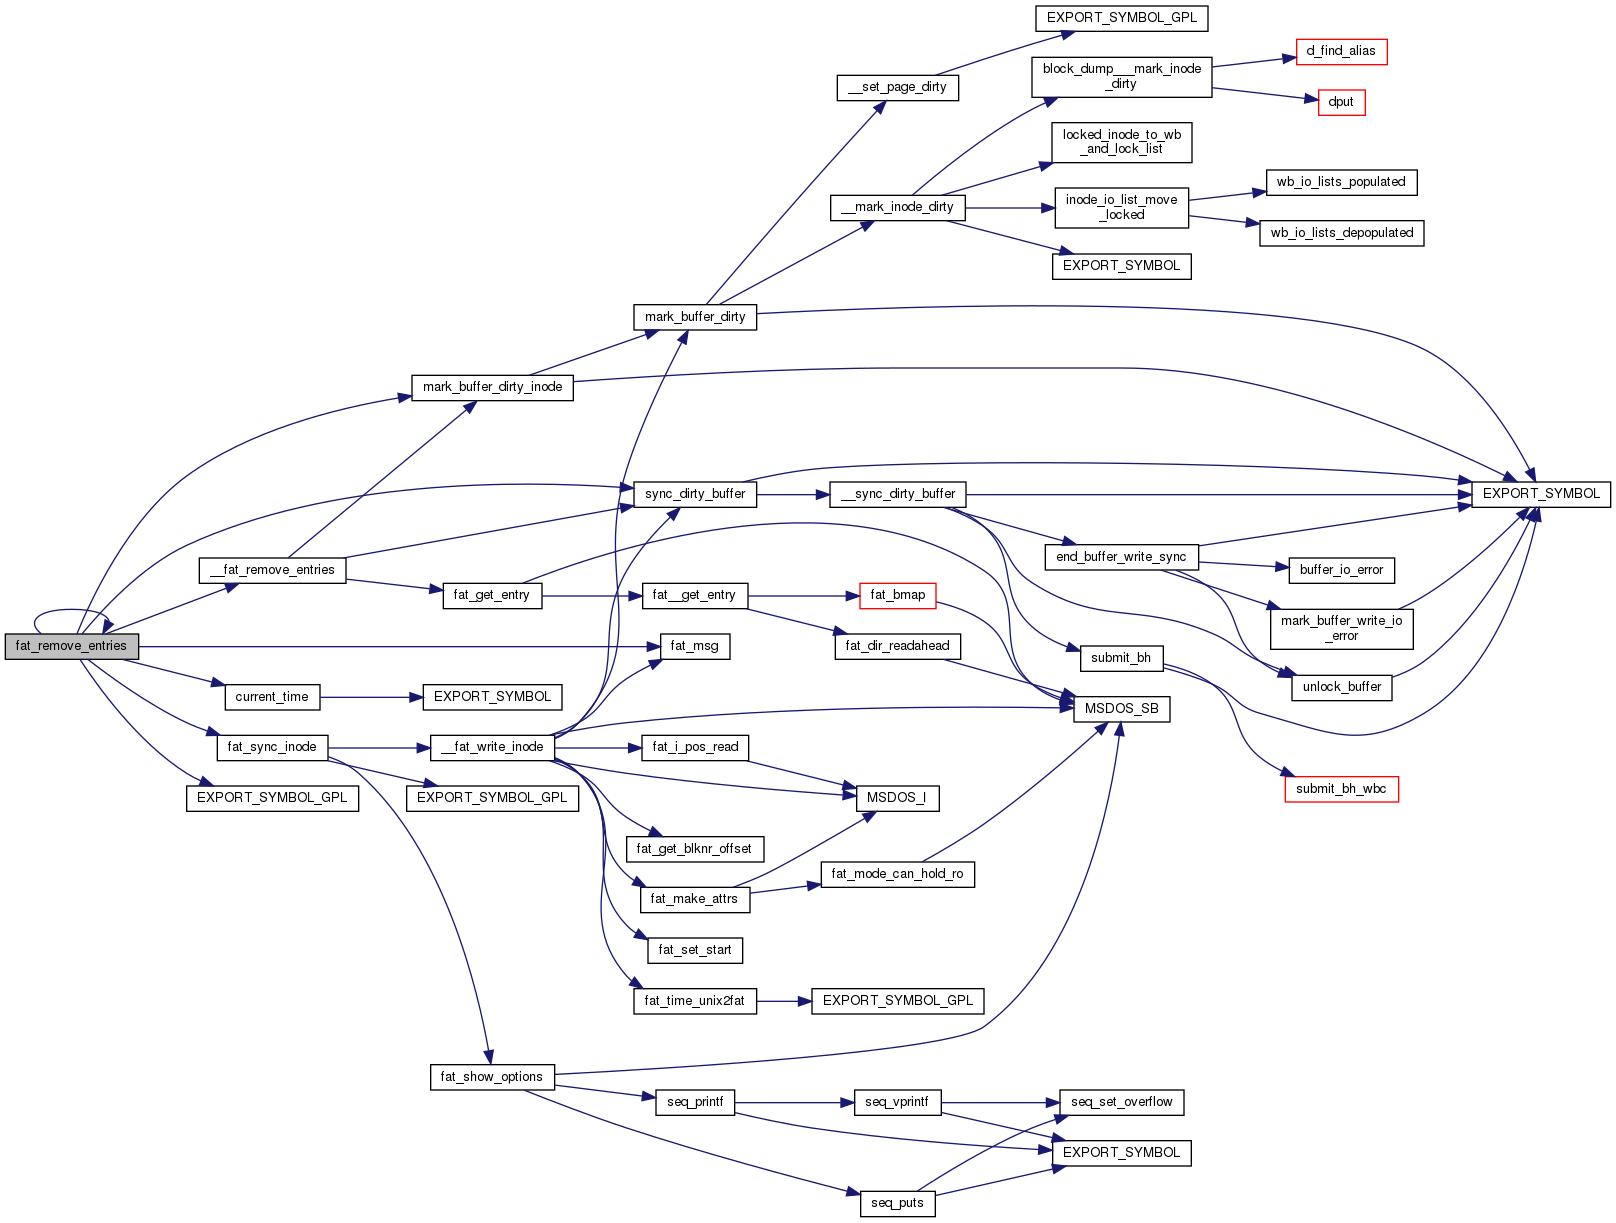 EXPORT_SYMBOL_GPL
d_find_alias
block_dump___mark_inode
_dirty
__set_page_dirty
dput
locked_inode_to_wb
_and_lock_list
wb_io_lists_populated
__mark_inode_dirty
inode_io_list_move
_locked
wb_io_lists_depopulated
EXPORT_SYMBOL
mark_buffer_dirty
mark_buffer_dirty_inode
sync_dirty_buffer
__sync_dirty_buffer
EXPORT_SYMBOL
end_buffer_write_sync
__fat_remove_entries
buffer_io_error
fat_get_entry
fat__get_entry
fat_bmap
mark_buffer_write_io
_error
fat_remove_entries
fat_msg
fat_dir_readahead
submit_bh
unlock_buffer
current_time
EXPORT_SYMBOL
MSDOS_SB
fat_sync_inode
__fat_write_inode
fat_i_pos_read
submit_bh_wbc
EXPORT_SYMBOL_GPL
EXPORT_SYMBOL_GPL
MSDOS_I
fat_get_blknr_offset
fat_mode_can_hold_ro
fat_make_attrs
fat_set_start
fat_time_unix2fat
EXPORT_SYMBOL_GPL
fat_show_options
seq_printf
seq_vprintf
seq_set_overflow
EXPORT_SYMBOL
seq_puts